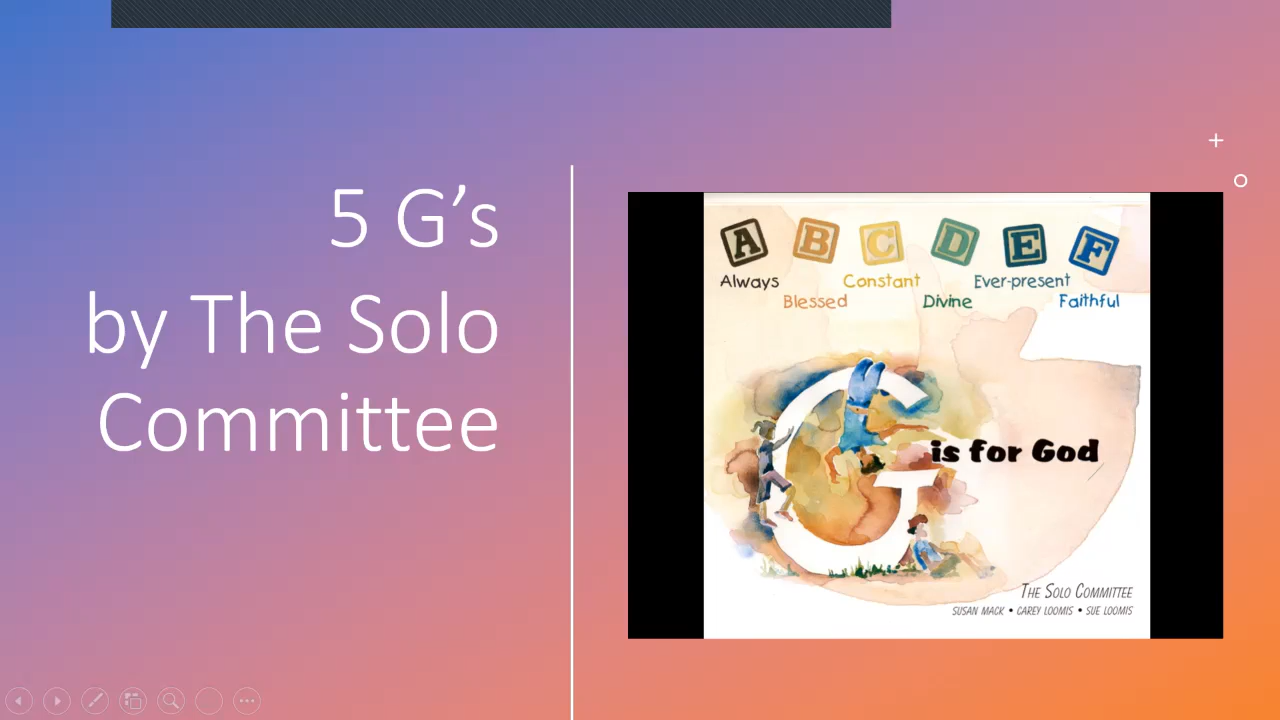 5 G’s
by The Solo
Committee
A B C D E F
Always Constant Ever-present
Blessed Divine Faithful
G is for God
The Solo Committee
SUSAN MACK • CAREY LOOMIS • SUE LOOMIS